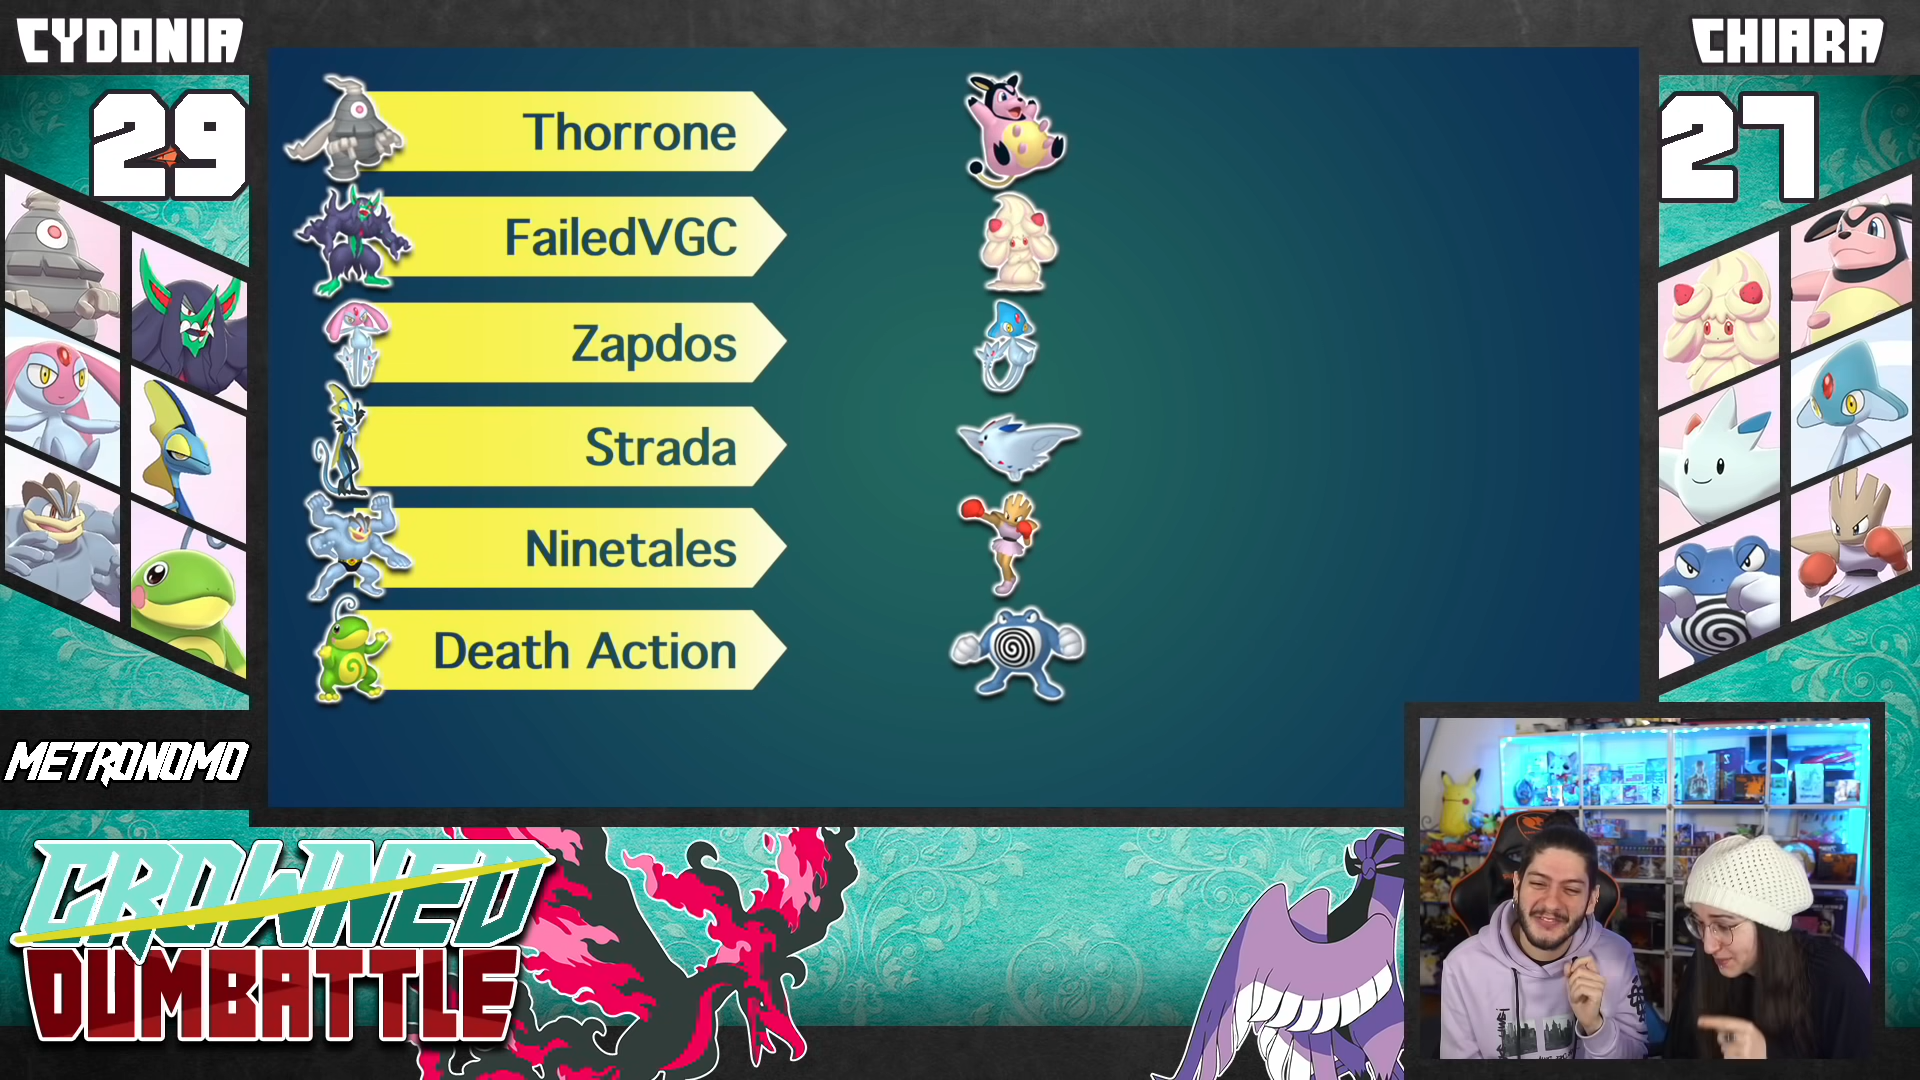 CYDONIA
CHIARA
29
27
Thorrone
FailedVGC
Zapdos
Strada
Ninetales
Death Action
METRONOMO
CROWNED
DUMBATTLE